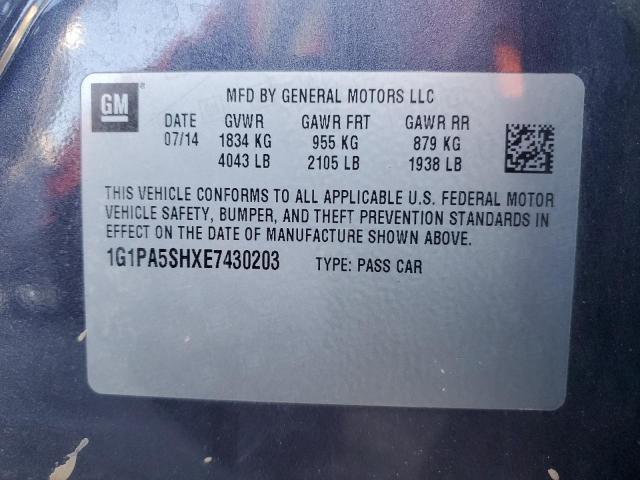 GM
MFD BY GENERAL MOTORS LLC
DATE GVWR GAWR FRT GAWR RR
07/14 1834 KG 955 KG 879 KG
4043 LB 2105 LB 1938 LB
THIS VEHICLE CONFORMS TO ALL APPLICABLE U.S. FEDERAL MOTOR
VEHICLE SAFETY, BUMPER, AND THEFT PREVENTION STANDARDS IN
EFFECT ON THE DATE OF MANUFACTURE SHOWN ABOVE.
1G1PA5SHXE7430203 TYPE: PASS CAR